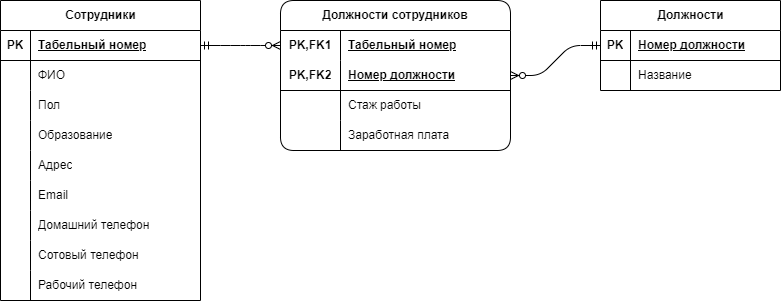 Сотрудники
PK Табельный номер
ФИО
Пол
Образование
Адрес
Email
Домашний телефон
Сотовый телефон
Рабочий телефон
Должности сотрудников
PK,FK1 Табельный номер
PK,FK2 Номер должности
Стаж работы
Заработная плата
Должности
PK Номер должности
Название